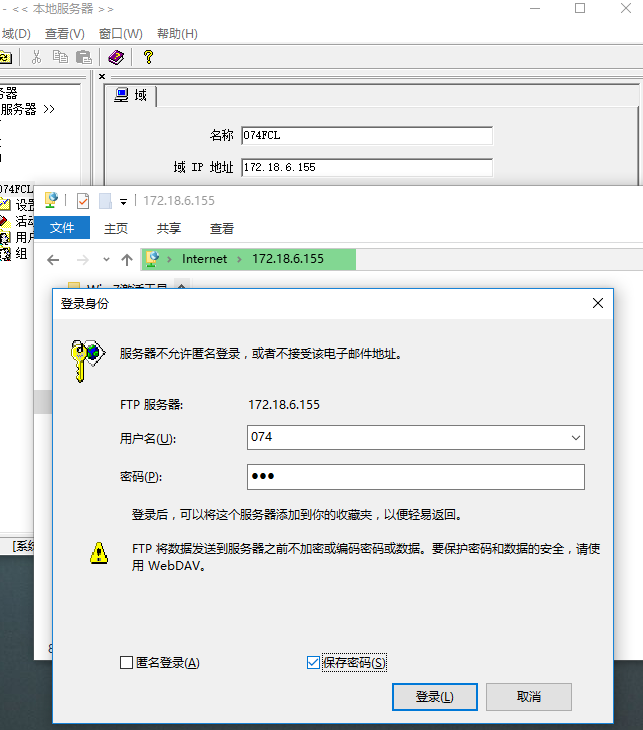 - << 本地服务器 >>
域(D) 查看(V) 窗口(W) 帮助(H)
务器
服务器 >>
域
名称 074FCL
域 IP 地址 172.18.6.155
074FCL
设置
活动
用户
组
172.18.6.155
文件 主页 共享 查看
Internet 172.18.6.155
登录身份
服务器不允许匿名登录，或者不接受该电子邮件地址。
FTP 服务器: 172.18.6.155
用户名(U): 074
密码(P): ●●●
登录后，可以将这个服务器添加到你的收藏夹，以便轻易返回。
FTP 将数据发送到服务器之前不加密或编码密码或数据。要保护密码和数据的安全，请使
用 WebDAV。
[系统
匿名登录(A) 保存密码(S)
登录(L) 取消